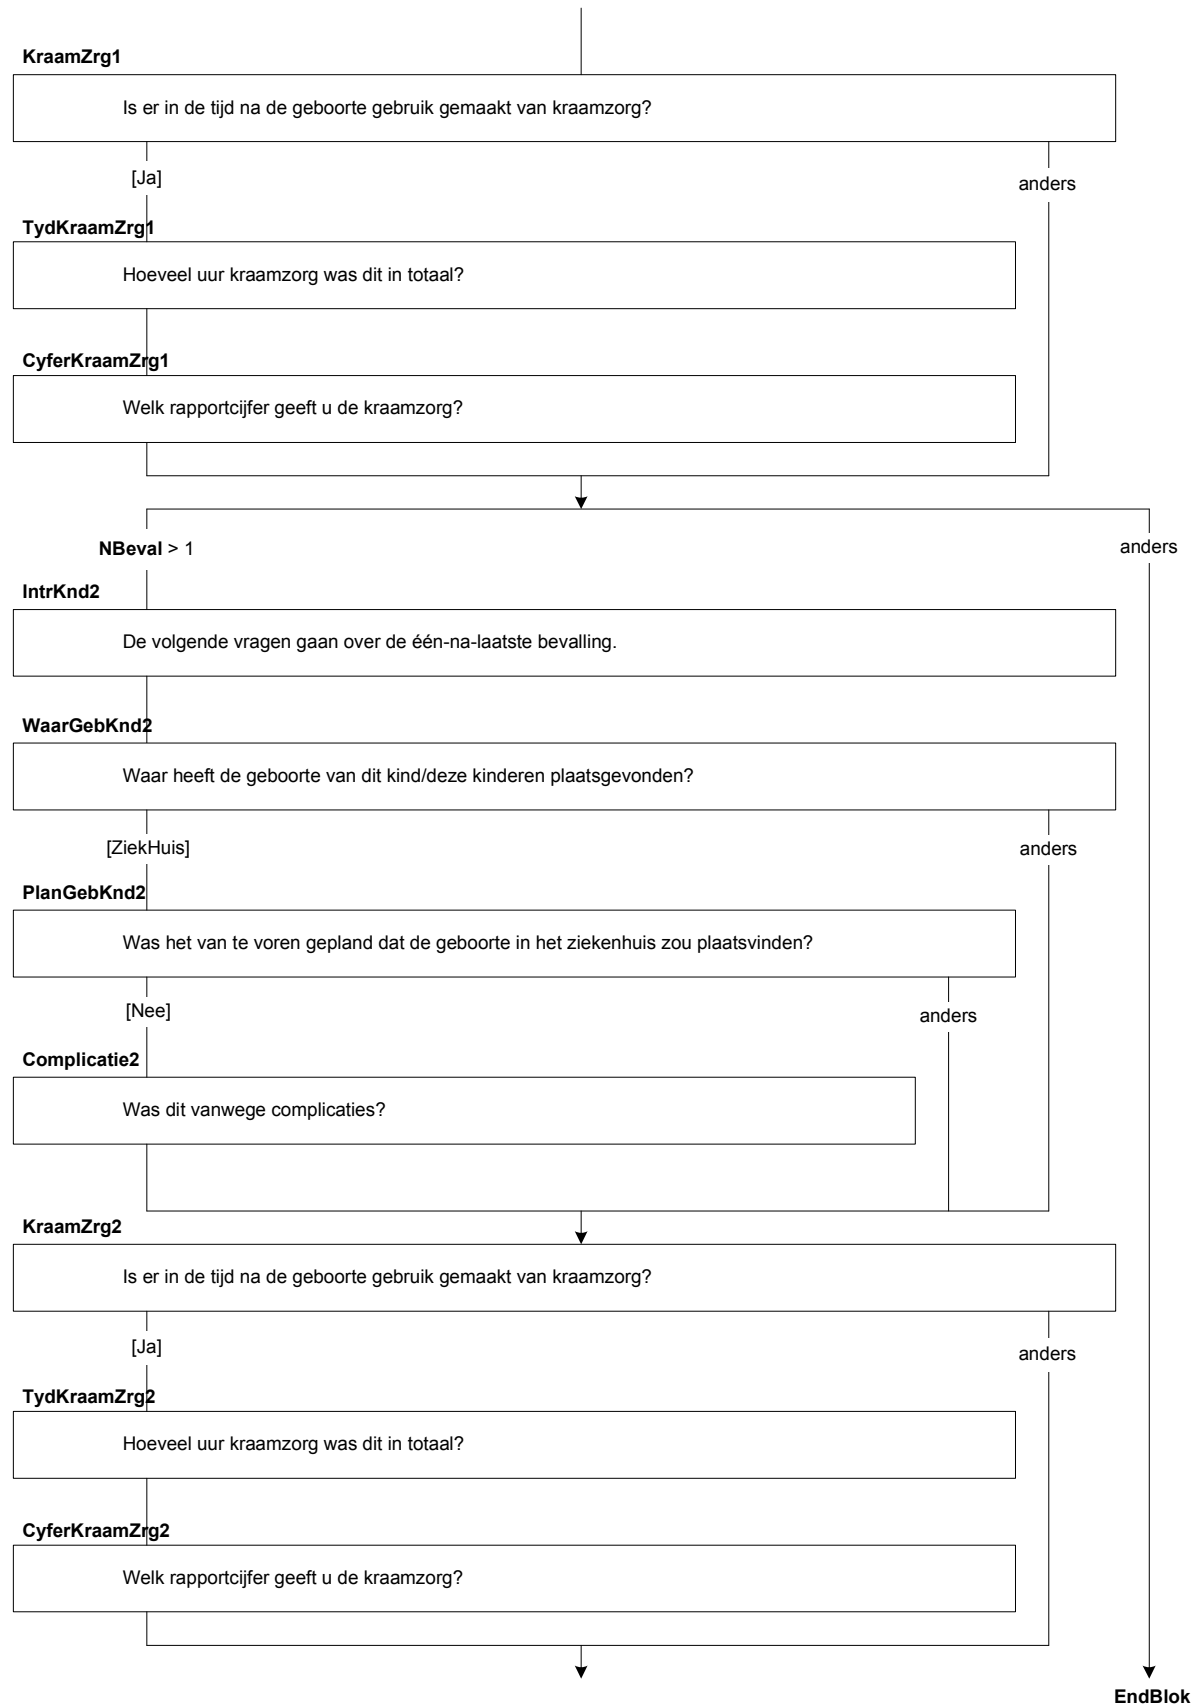 KraamZrg1
Is er in de tijd na de geboorte gebruik gemaakt van kraamzorg?
[Ja]
anders
TydKraamZrg1
Hoeveel uur kraamzorg was dit in totaal?
CyferKraamZrg1
Welk rapportcijfer geeft u de kraamzorg?
NBeval > 1
anders
IntrKnd2
De volgende vragen gaan over de één-na-laatste bevalling.
WaarGebKnd2
Waar heeft de geboorte van dit kind/deze kinderen plaatsgevonden?
[ZiekHuis]
anders
PlanGebKnd2
Was het van te voren gepland dat de geboorte in het ziekenhuis zou plaatsvinden?
[Nee]
anders
Complicatie2
Was dit vanwege complicaties?
KraamZrg2
Is er in de tijd na de geboorte gebruik gemaakt van kraamzorg?
[Ja]
anders
TydKraamZrg2
Hoeveel uur kraamzorg was dit in totaal?
CyferKraamZrg2
Welk rapportcijfer geeft u de kraamzorg?
EndBlok